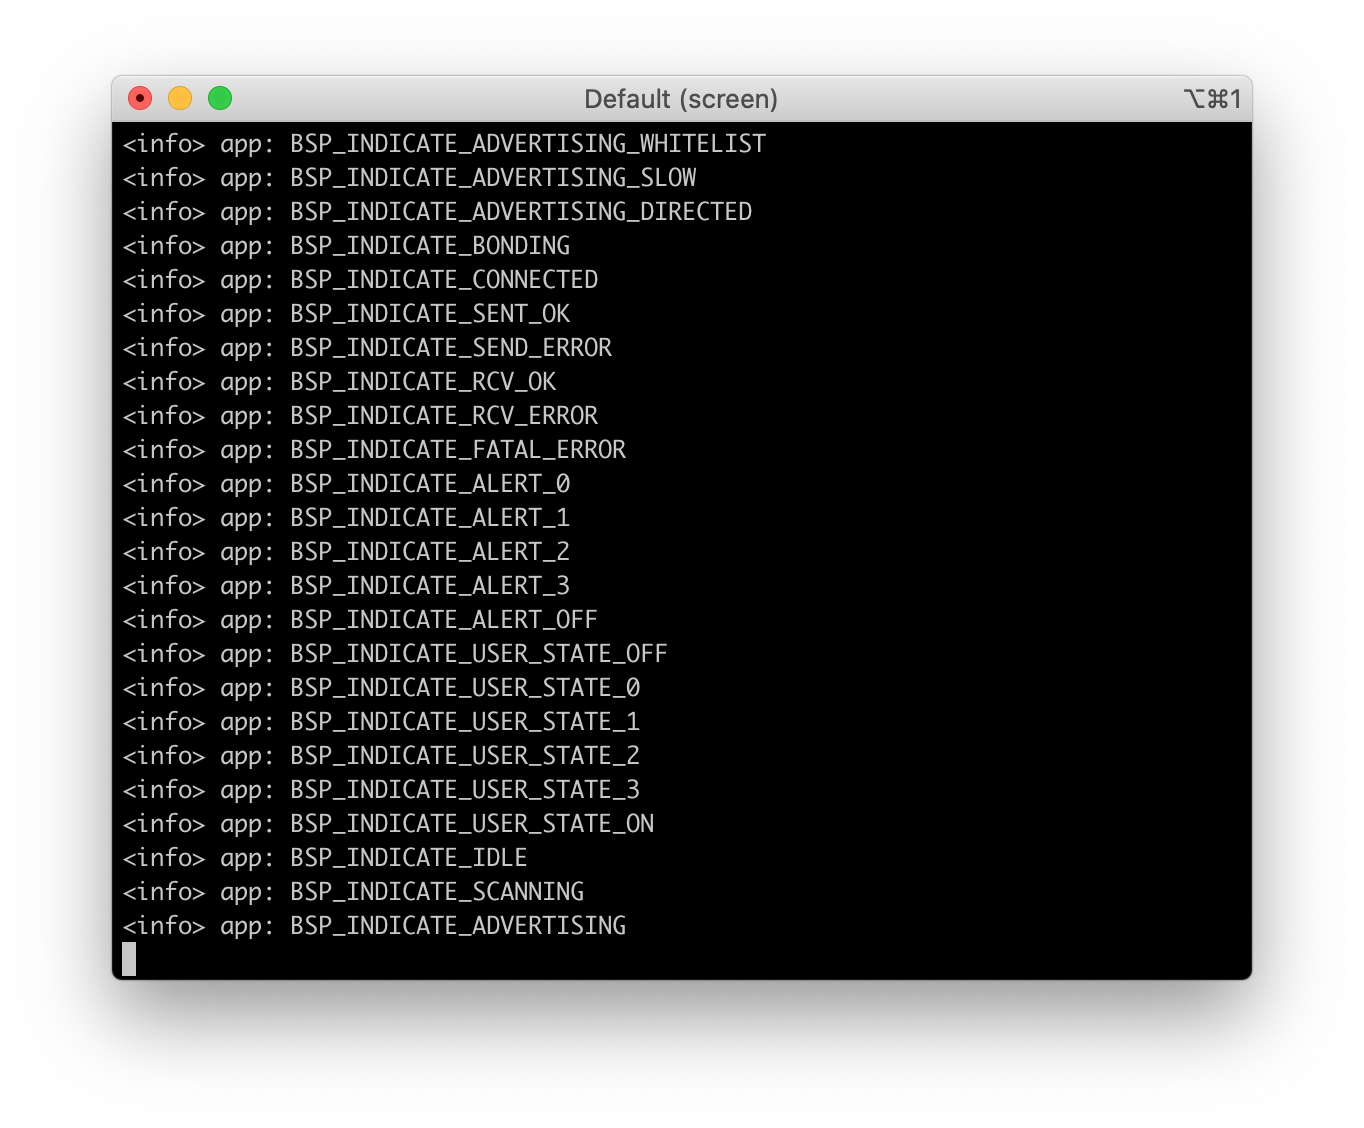 Default (screen)
⌥⌘1
<info> app: BSP_INDICATE_ADVERTISING_WHITELIST
<info> app: BSP_INDICATE_ADVERTISING_SLOW
<info> app: BSP_INDICATE_ADVERTISING_DIRECTED
<info> app: BSP_INDICATE_BONDING
<info> app: BSP_INDICATE_CONNECTED
<info> app: BSP_INDICATE_SENT_OK
<info> app: BSP_INDICATE_SEND_ERROR
<info> app: BSP_INDICATE_RCV_OK
<info> app: BSP_INDICATE_RCV_ERROR
<info> app: BSP_INDICATE_FATAL_ERROR
<info> app: BSP_INDICATE_ALERT_0
<info> app: BSP_INDICATE_ALERT_1
<info> app: BSP_INDICATE_ALERT_2
<info> app: BSP_INDICATE_ALERT_3
<info> app: BSP_INDICATE_ALERT_OFF
<info> app: BSP_INDICATE_USER_STATE_OFF
<info> app: BSP_INDICATE_USER_STATE_0
<info> app: BSP_INDICATE_USER_STATE_1
<info> app: BSP_INDICATE_USER_STATE_2
<info> app: BSP_INDICATE_USER_STATE_3
<info> app: BSP_INDICATE_USER_STATE_ON
<info> app: BSP_INDICATE_IDLE
<info> app: BSP_INDICATE_SCANNING
<info> app: BSP_INDICATE_ADVERTISING